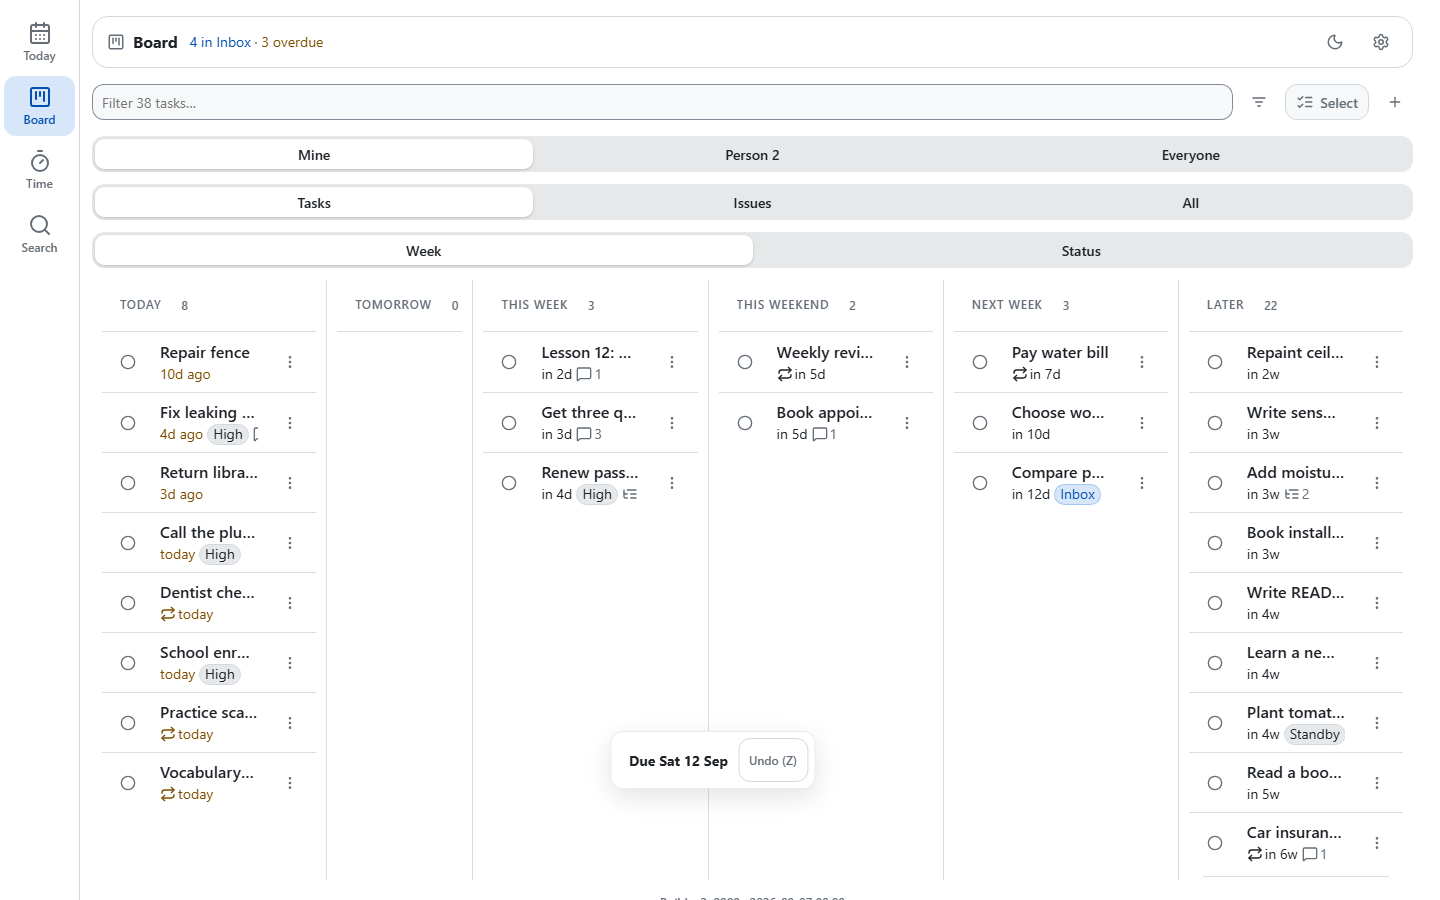 Today
Board
Time
Search
Board 4 in Inbox · 3 overdue
Filter 38 tasks...
Select
Mine Person 2 Everyone
Tasks Issues All
Week Status
TODAY 8
Repair fence
10d ago
Fix leaking ...
4d ago High
Return libra...
3d ago
Call the plu...
today High
Dentist che...
today
School enr...
today High
Practice sca...
today
Vocabulary...
today
TOMORROW 0
THIS WEEK 3
Lesson 12: ...
in 2d 1
Get three q...
in 3d 3
Renew pass...
in 4d High
THIS WEEKEND 2
Weekly revi...
in 5d
Book appoi...
in 5d 1
NEXT WEEK 3
Pay water bill
in 7d
Choose wo...
in 10d
Compare p...
in 12d Inbox
LATER 22
Repaint ceil...
in 2w
Write sens...
in 3w
Add moistu...
in 3w 2
Book install...
in 3w
Write READ...
in 4w
Learn a ne...
in 4w
Plant tomat...
in 4w Standby
Read a boo...
in 5w
Car insuran...
in 6w 1
Due Sat 12 Sep Undo (Z)